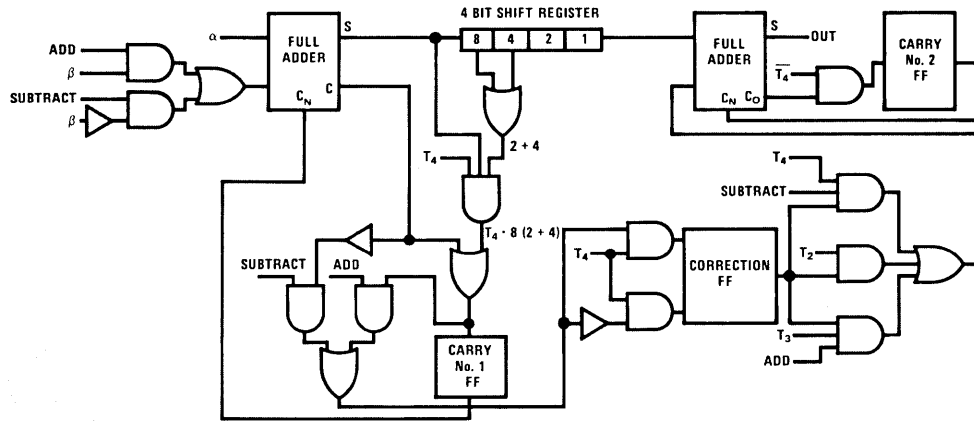 4 BIT SHIFT REGISTER
α
ADD
β
SUBTRACT
β
FULL
ADDER
S
C
C_N
8 4 2 1
2 + 4
T_4
T_4 · 8 (2 + 4)
FULL
ADDER
S
OUT
C_N C_O
\overline{T_4}
CARRY
No. 2
FF
T_4
SUBTRACT
T_2
T_3
ADD
SUBTRACT
ADD
CARRY
No. 1
FF
T_4
CORRECTION
FF